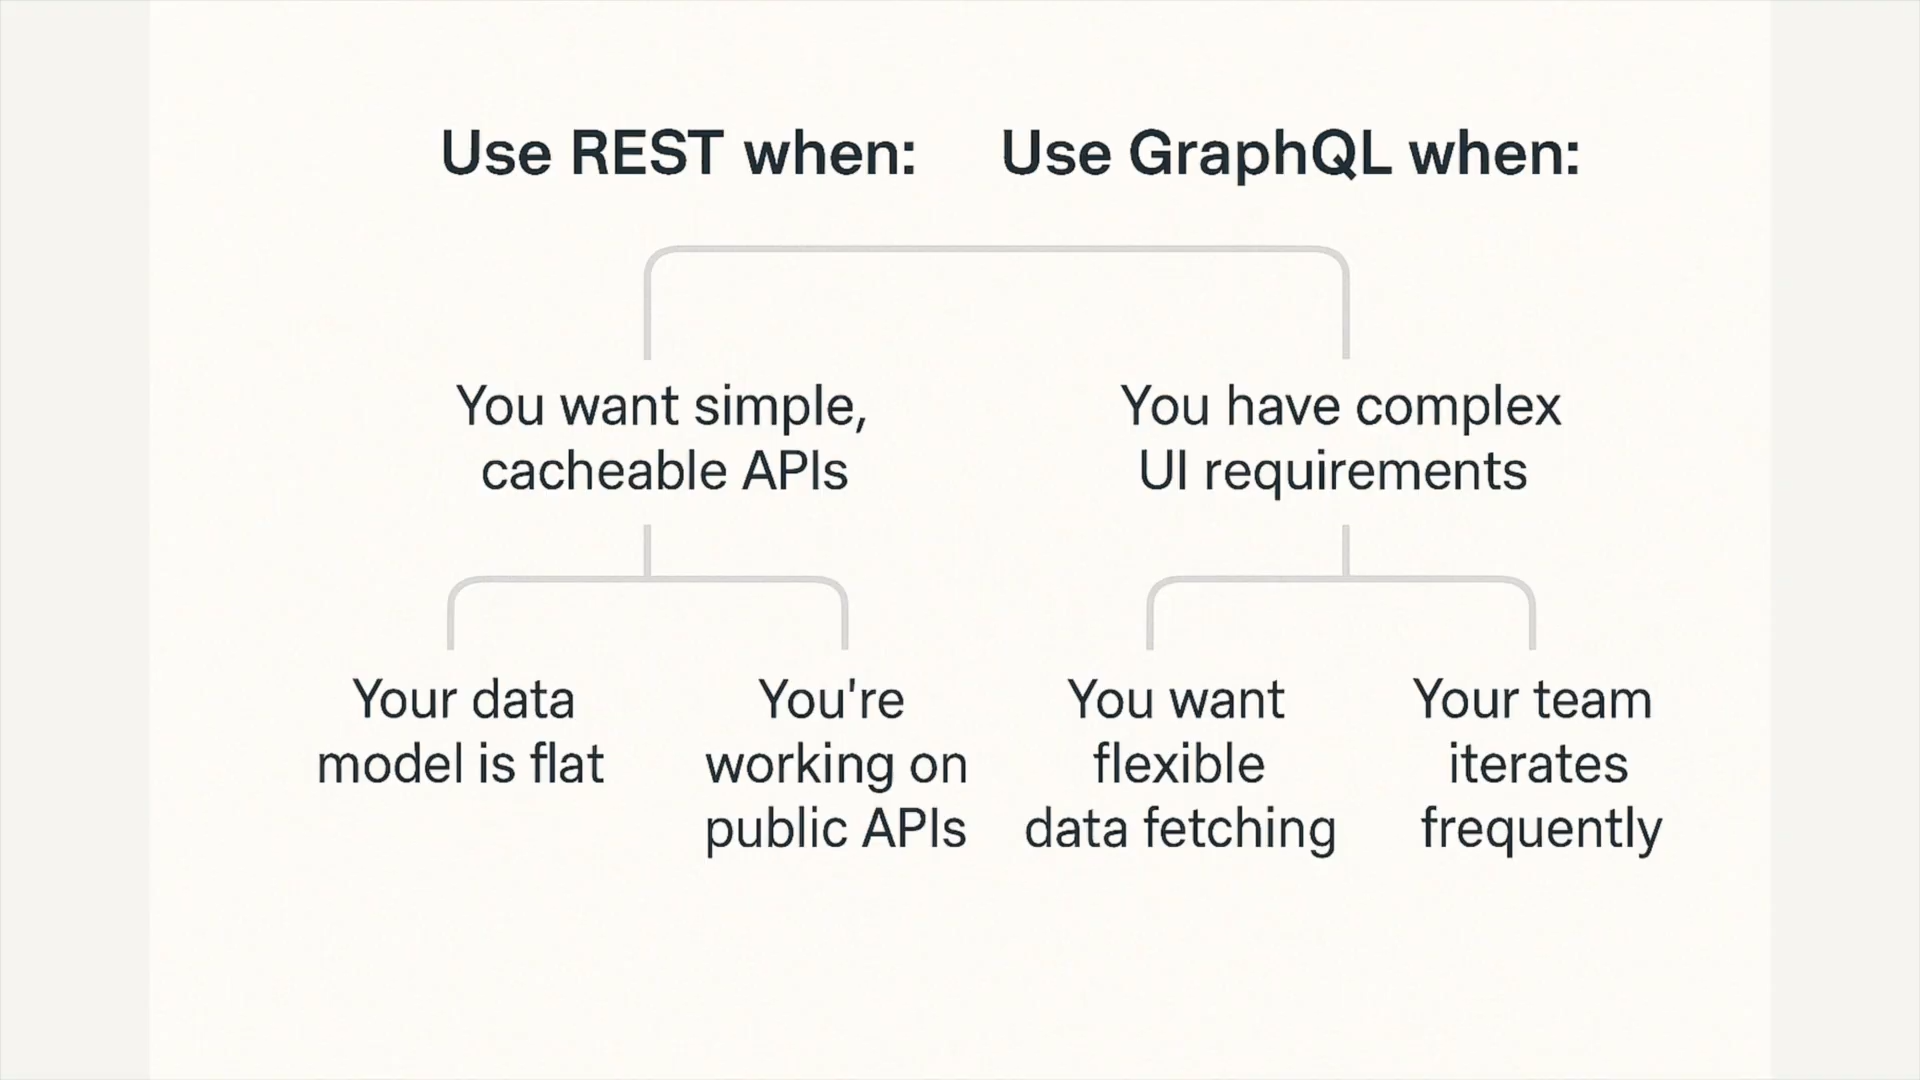 Use REST when:
Use GraphQL when:
You want simple,
cacheable APIs
You have complex
UI requirements
Your data
model is flat
You're
working on
public APIs
You want
flexible
data fetching
Your team
iterates
frequently